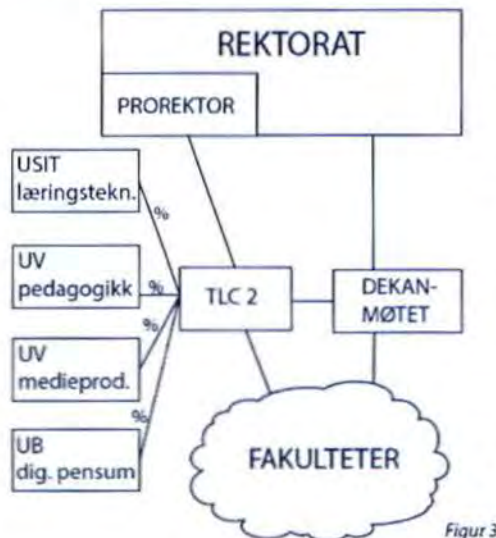 REKTORAT
PROREKTOR
USIT
læringstekn.
%
UV
pedagogikk
%
TLC 2
DEKAN-
MØTET
UV
medieprod.
%
UB
dig. pensum
%
FAKULTETER
Figur 3